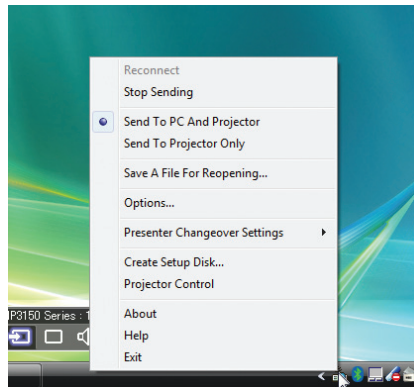 Reconnect
Stop Sending
Send To PC And Projector
Send To Projector Only
Save A File For Reopening...
Options...
Presenter Changeover Settings
Create Setup Disk...
Projector Control
About
Help
Exit
P3150 Series : 1